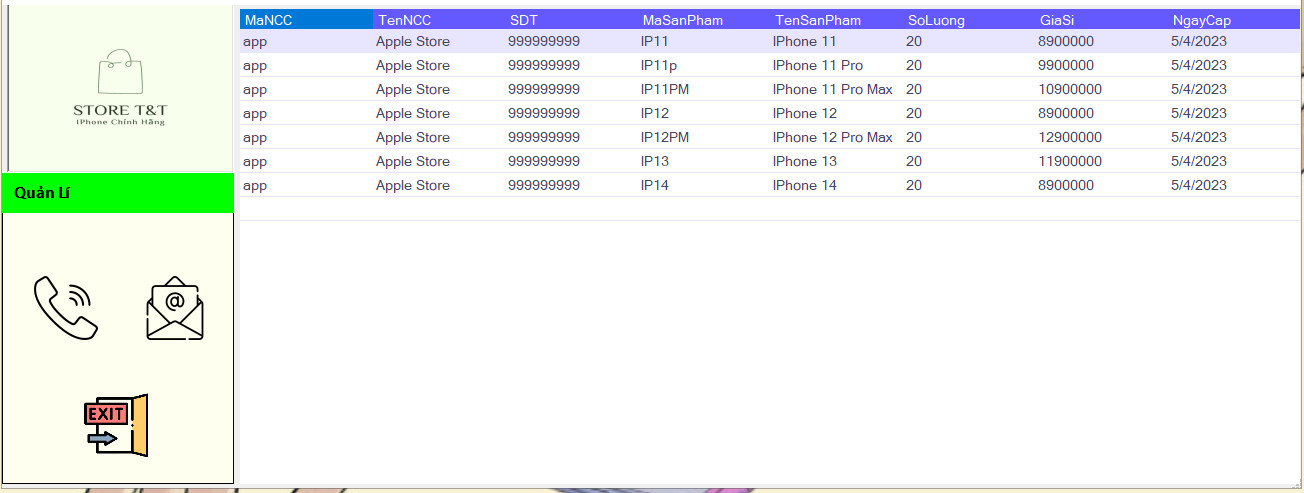 STORE T&T
IPhone Chính Hãng
Quản Lí
EXIT
MaNCC TenNCC SDT MaSanPham TenSanPham SoLuong GiaSi NgayCap
app Apple Store 999999999 IP11 IPhone 11 20 8900000 5/4/2023
app Apple Store 999999999 IP11p IPhone 11 Pro 20 9900000 5/4/2023
app Apple Store 999999999 IP11PM IPhone 11 Pro Max 20 10900000 5/4/2023
app Apple Store 999999999 IP12 IPhone 12 20 8900000 5/4/2023
app Apple Store 999999999 IP12PM IPhone 12 Pro Max 20 12900000 5/4/2023
app Apple Store 999999999 IP13 IPhone 13 20 11900000 5/4/2023
app Apple Store 999999999 IP14 IPhone 14 20 8900000 5/4/2023